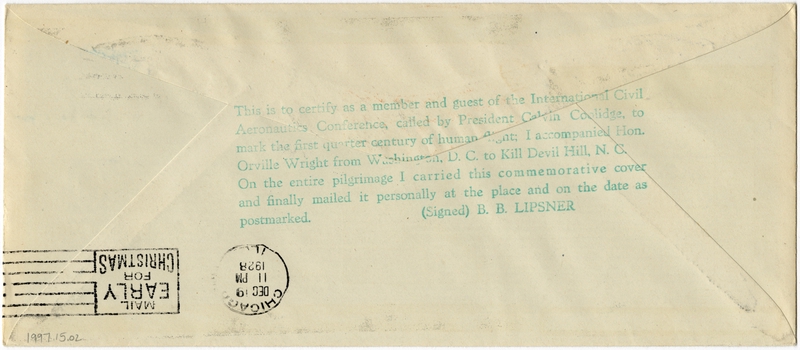 This is to certify as a member and guest of the International Civil
Aeronautics Conference, called by President Calvin Coolidge, to
mark the first quarter century of human flight; I accompanied Hon.
Orville Wright from Washington, D. C. to Kill Devil Hill, N. C.
On the entire pilgrimage I carried this commemorative cover
and finally mailed it personally at the place and on the date as
postmarked. (Signed) B. B. LIPSNER
MAIL
EARLY
FOR
CHRISTMAS
CHICAGO
DEC 19
11 PM
1928
ILL
1997.15.02